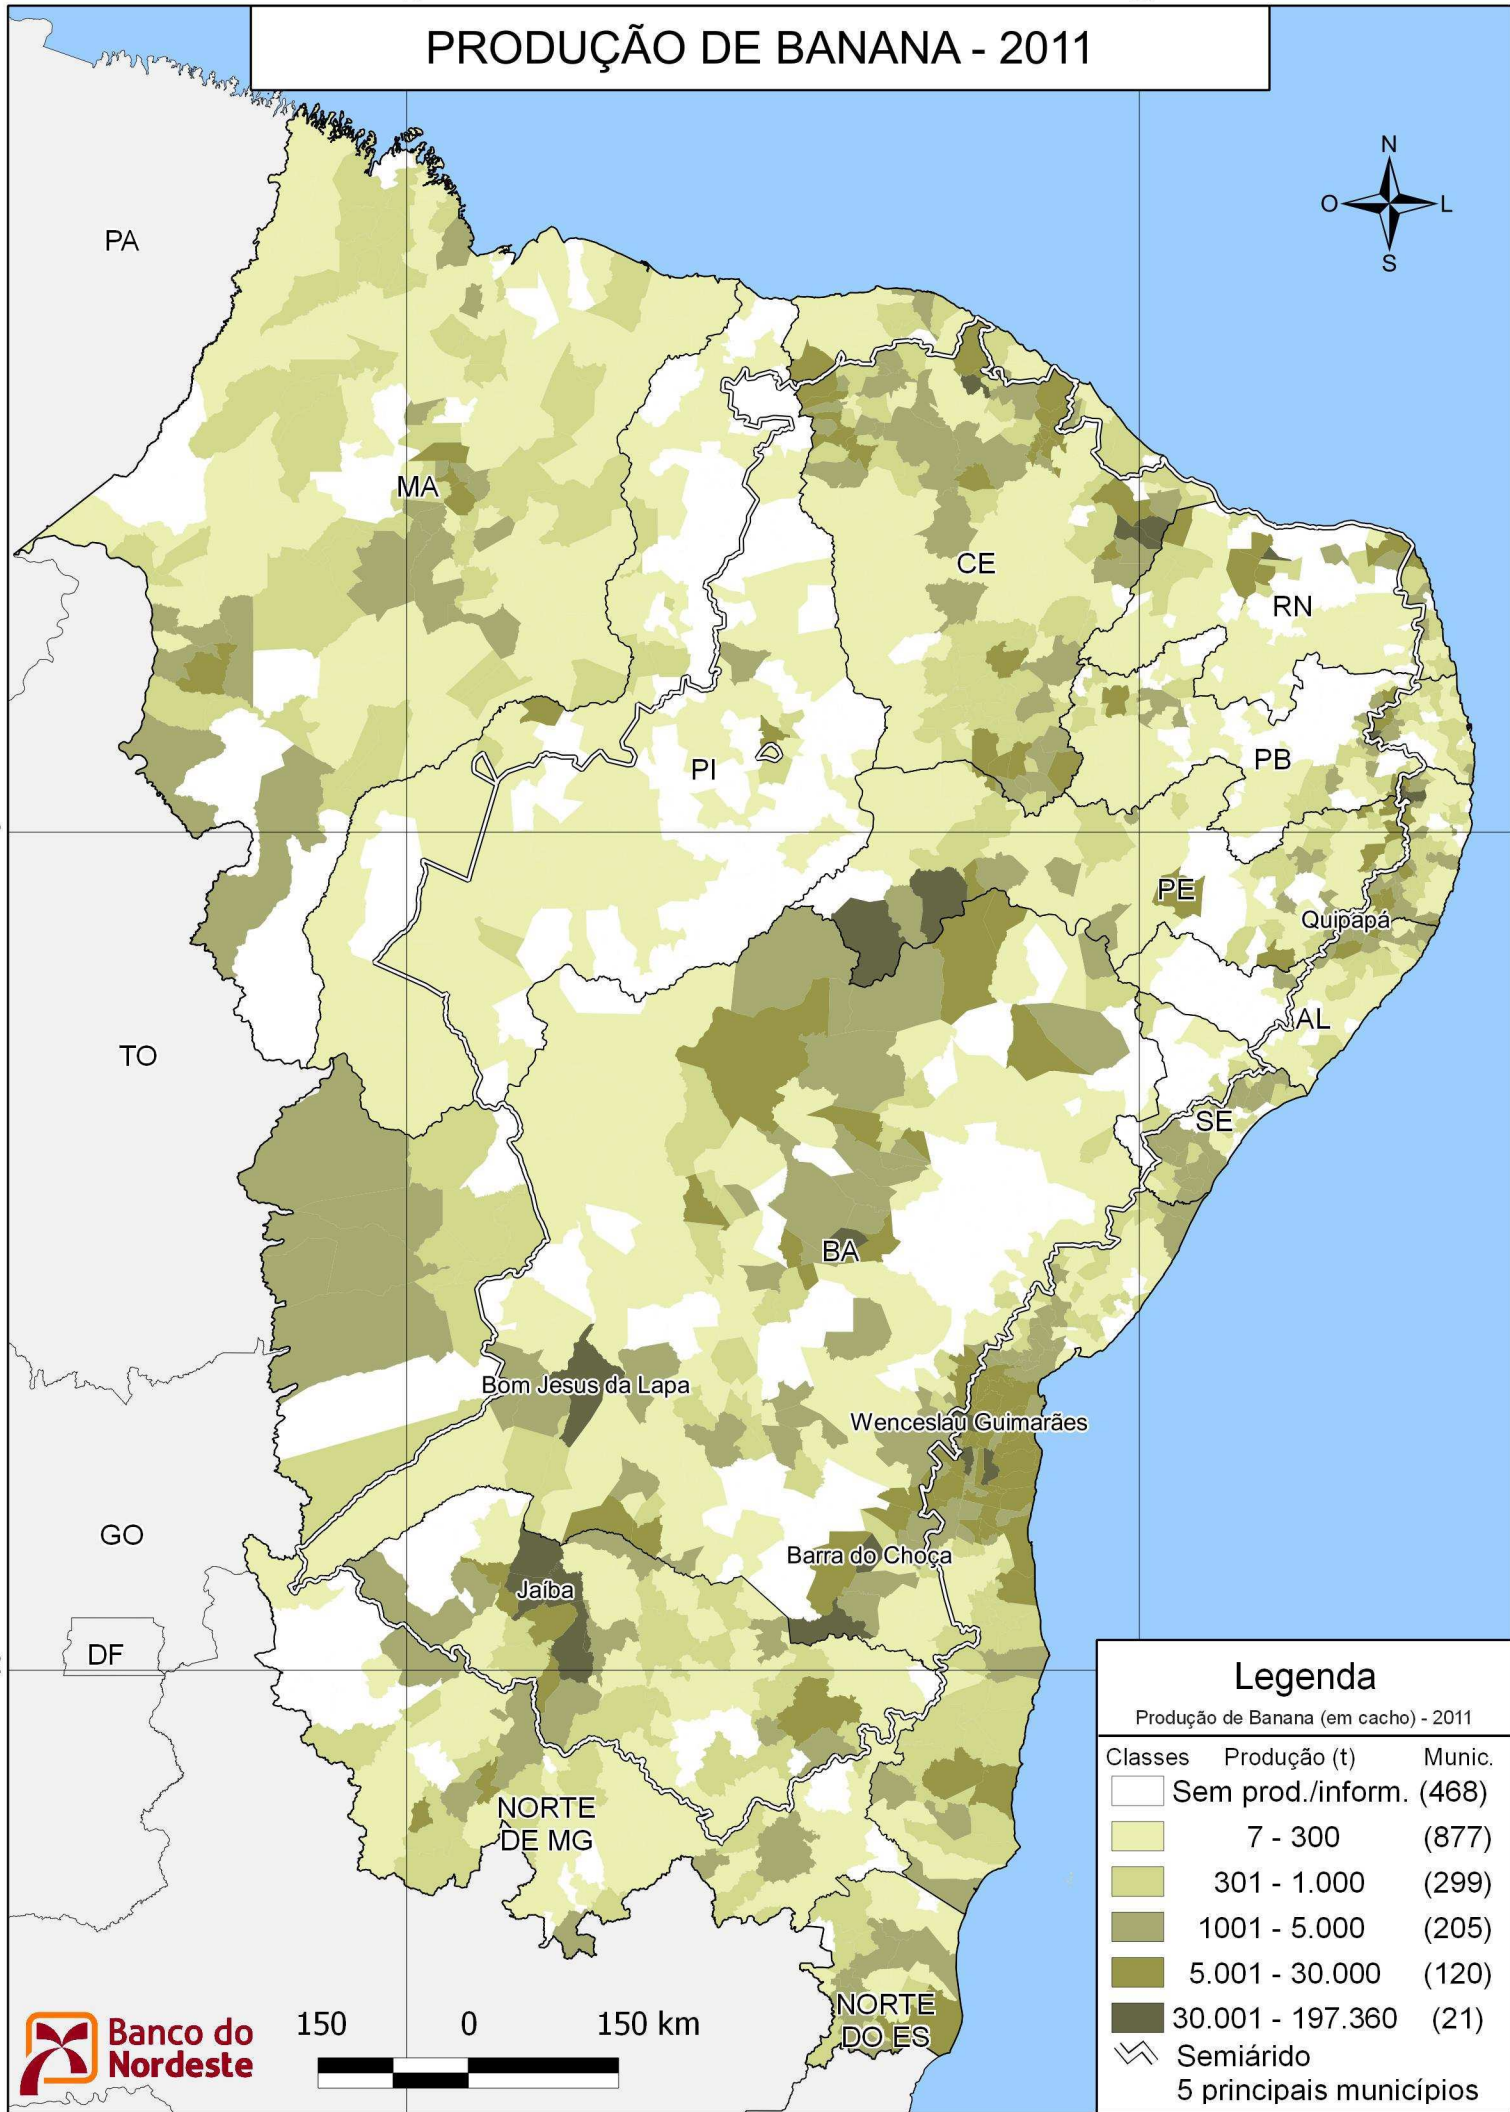 PRODUÇÃO DE BANANA - 2011
N
O
L
S
PA
MA
CE
RN
PI
PB
PE
Quipapá
AL
TO
SE
BA
Bom Jesus da Lapa
Wenceslau Guimarães
GO
Barra do Choça
Jaíba
DF
NORTE
DE MG
NORTE
DO ES
Legenda
Produção de Banana (em cacho) - 2011
Classes Produção (t) Munic.
Sem prod./inform. (468)
7 - 300 (877)
301 - 1.000 (299)
1001 - 5.000 (205)
5.001 - 30.000 (120)
30.001 - 197.360 (21)
Semiárido
5 principais municípios
Banco do
Nordeste
150 0 150 km